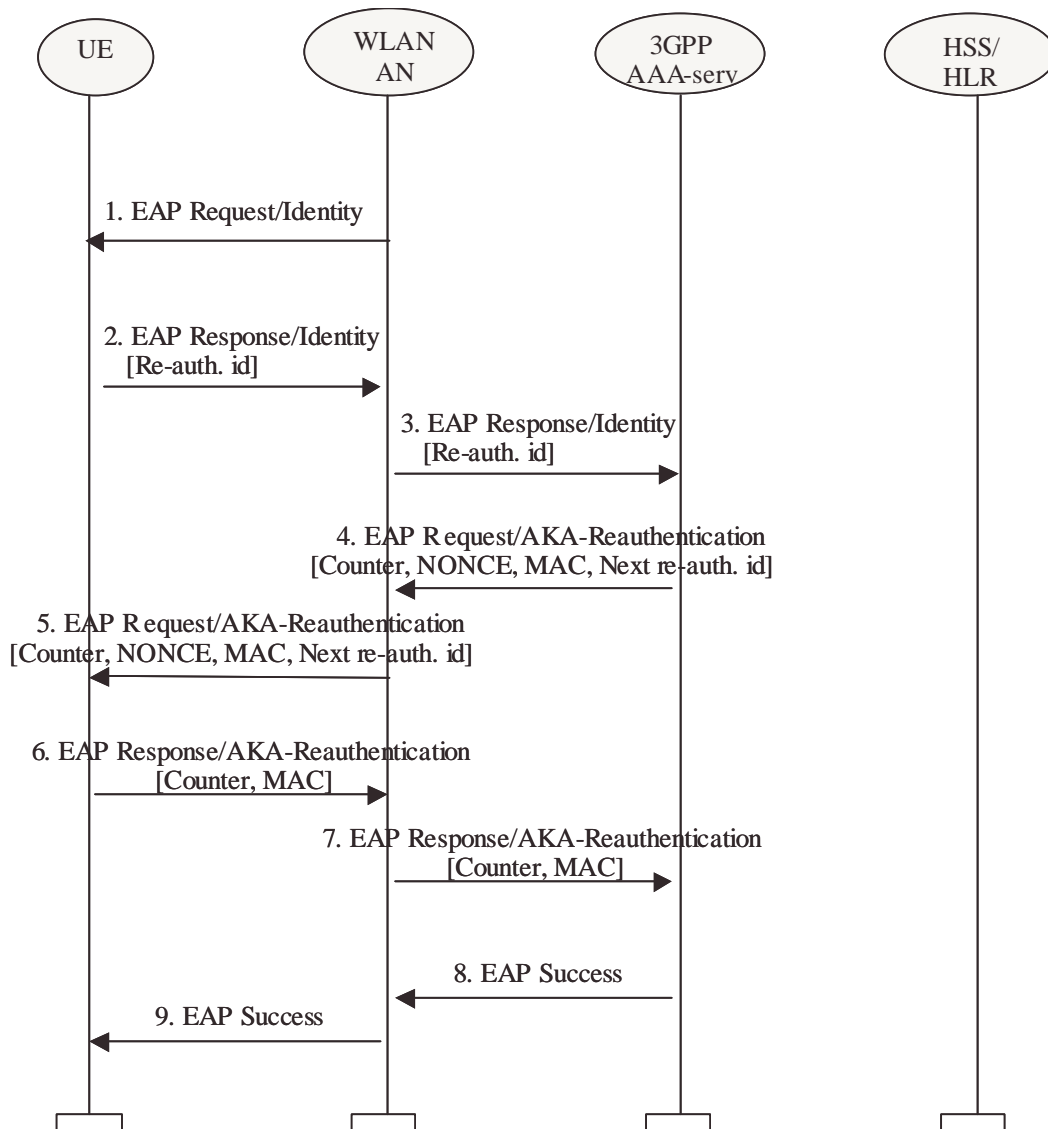 UE
WLAN
AN
3GPP
AAA-serv
HSS/
HLR
1. EAP Request/Identity
2. EAP Response/Identity
[Re-auth. id]
3. EAP Response/Identity
[Re-auth. id]
4. EAP Request/AKA-Reauthentication
[Counter, NONCE, MAC, Next re-auth. id]
5. EAP Request/AKA-Reauthentication
[Counter, NONCE, MAC, Next re-auth. id]
6. EAP Response/AKA-Reauthentication
[Counter, MAC]
7. EAP Response/AKA-Reauthentication
[Counter, MAC]
8. EAP Success
9. EAP Success